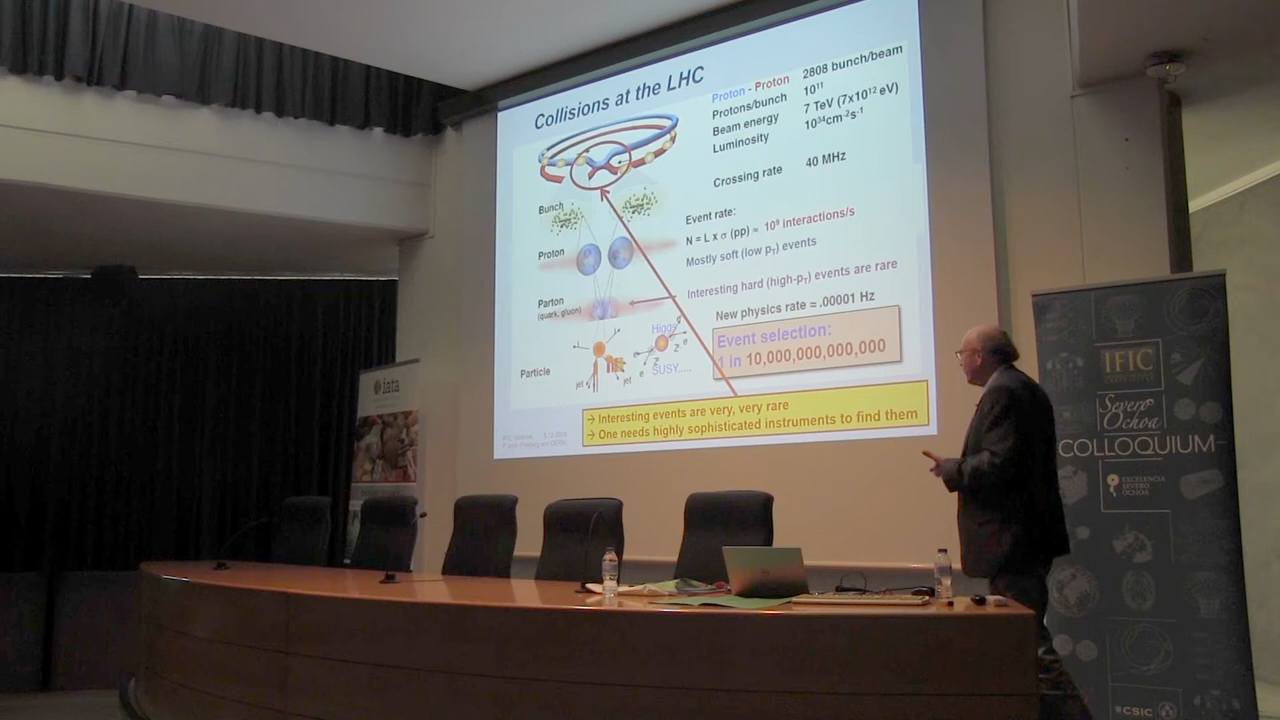 Collisions at the LHC
Proton - Proton 2808 bunch/beam
Protons/bunch 10¹¹
Beam energy 7 TeV (7x10¹² eV)
Luminosity 10³⁴cm⁻²s⁻¹
Crossing rate 40 MHz
Bunch
Proton
Parton
(quark, gluon)
Particle
Event rate:
N = L x σ (pp) ≈ 10⁹ interactions/s
Mostly soft (low pT) events
Interesting hard (high-pT) events are rare
New physics rate ≈ .00001 Hz
Event selection:
1 in 10,000,000,000,000
Higgs
Z
Z
e
e
e
jet
jet
SUSY.....
→ Interesting events are very, very rare
→ One needs highly sophisticated instruments to find them
iata
IFIC
Severo
Ochoa
COLLOQUIUM
EXCELENCIA
SEVERO
OCHOA
CSIC